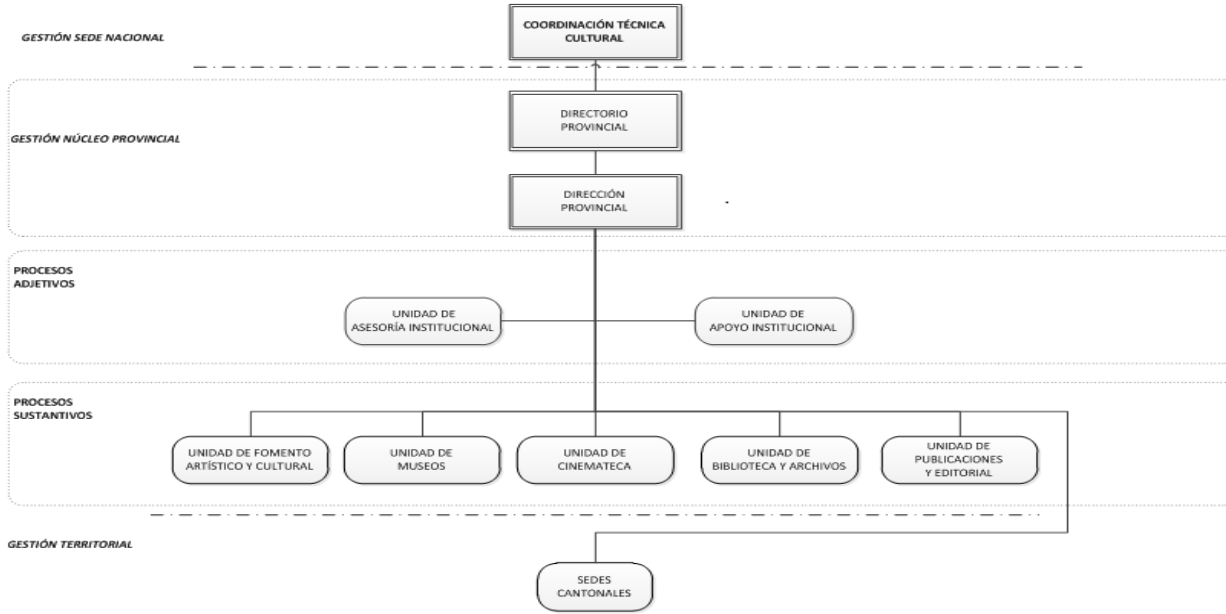 COORDINACIÓN TÉCNICA
CULTURAL
GESTIÓN SEDE NACIONAL
DIRECTORIO
PROVINCIAL
GESTIÓN NÚCLEO PROVINCIAL
DIRECCIÓN
PROVINCIAL
PROCESOS
ADJETIVOS
UNIDAD DE
ASESORÍA INSTITUCIONAL
UNIDAD DE
APOYO INSTITUCIONAL
PROCESOS
SUSTANTIVOS
UNIDAD DE FOMENTO
ARTÍSTICO Y CULTURAL
UNIDAD DE
MUSEOS
UNIDAD DE
CINEMATECA
UNIDAD DE
BIBLIOTECA Y ARCHIVOS
UNIDAD DE
PUBLICACIONES
Y EDITORIAL
GESTIÓN TERRITORIAL
SEDES
CANTONALES